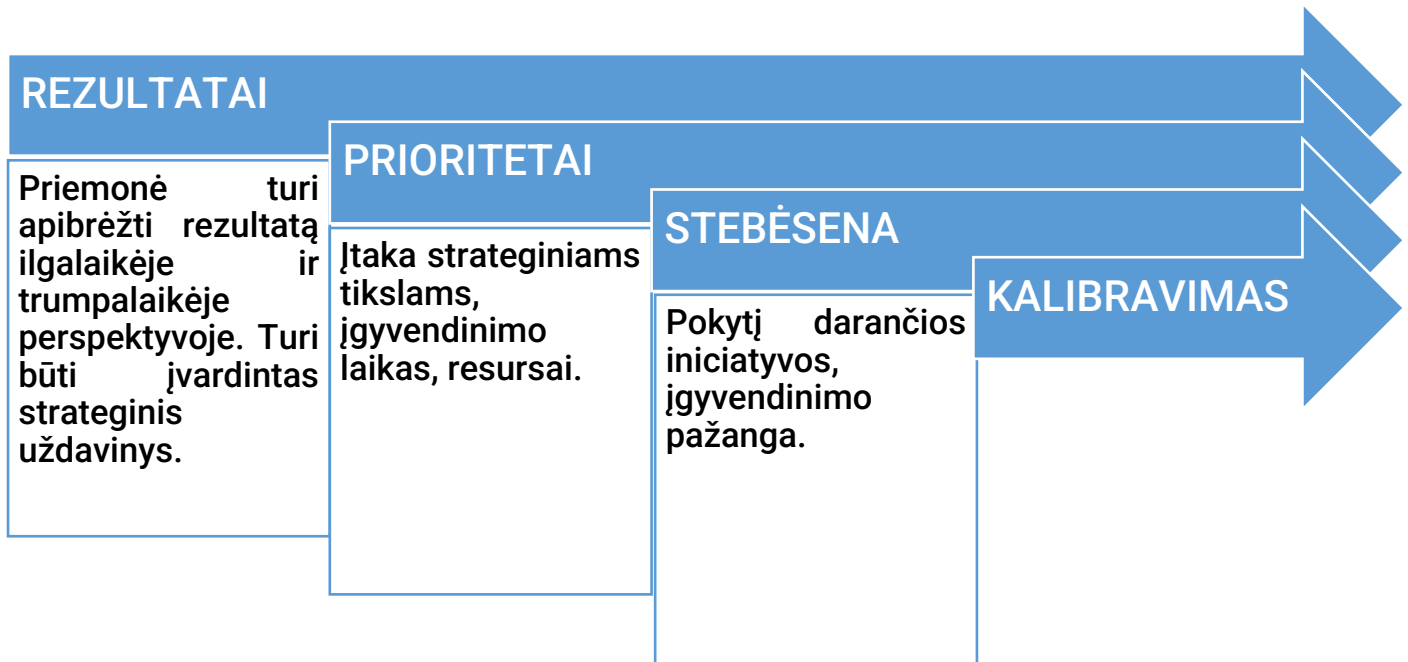 REZULTATAI
Priemonė turi
apibrėžti rezultatą
ilgalaikėje ir
trumpalaikėje
perspektyvoje. Turi
būti įvardintas
strateginis
uždavinys.
PRIORITETAI
Įtaka strateginiams
tikslams,
įgyvendinimo
laikas, resursai.
STEBĖSENA
Pokytį darančios
iniciatyvos,
įgyvendinimo
pažanga.
KALIBRAVIMAS